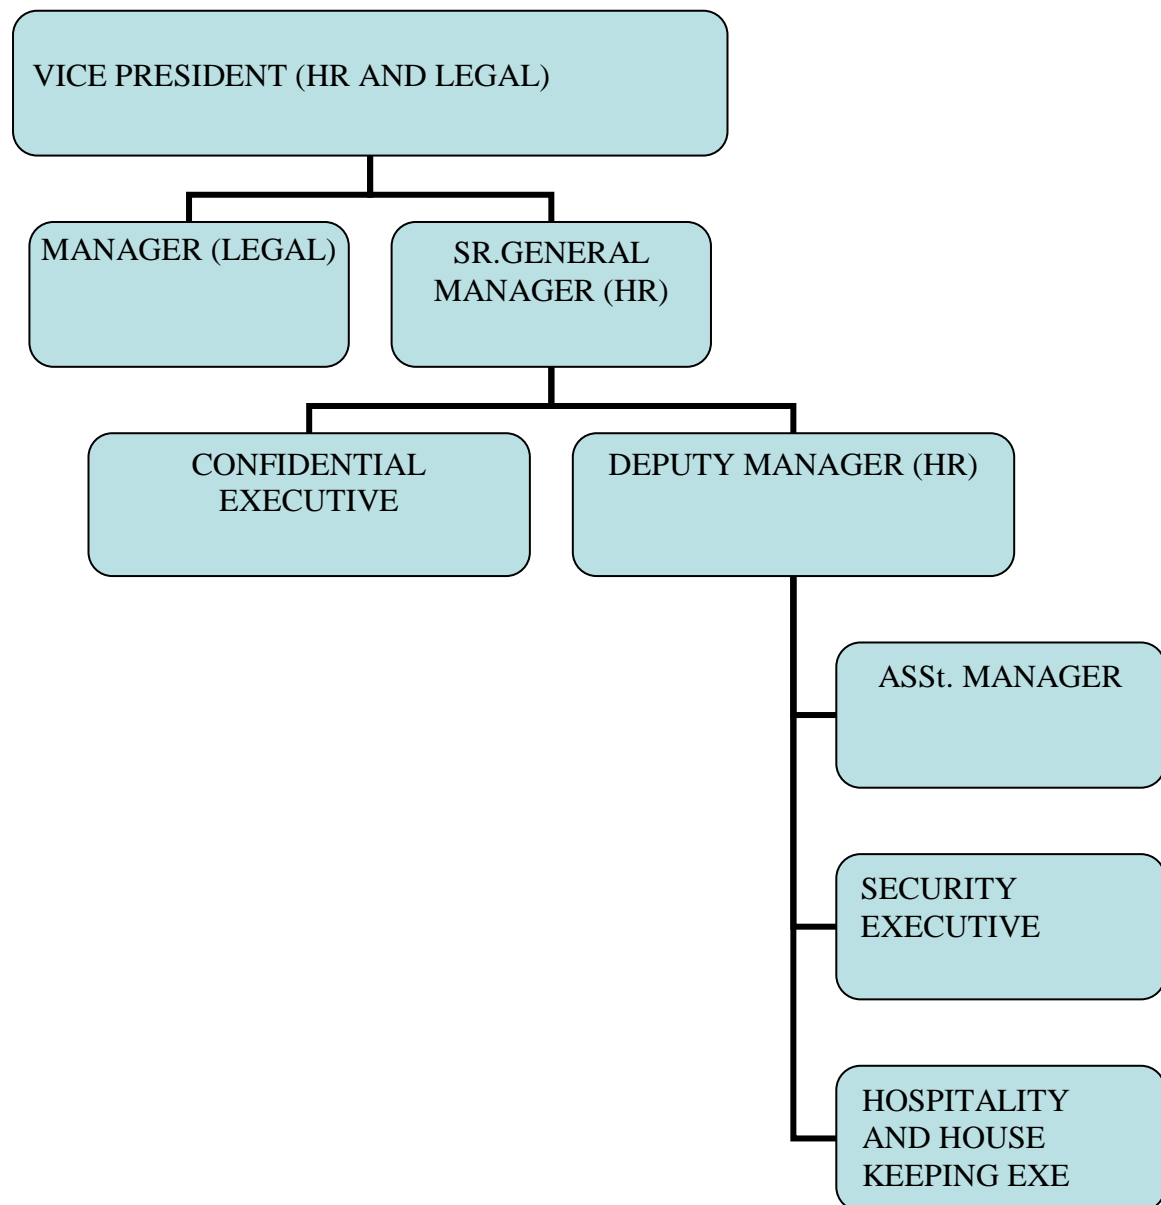 VICE PRESIDENT (HR AND LEGAL)
MANAGER (LEGAL)
SR.GENERAL
MANAGER (HR)
CONFIDENTIAL
EXECUTIVE
DEPUTY MANAGER (HR)
ASSt. MANAGER
SECURITY
EXECUTIVE
HOSPITALITY
AND HOUSE
KEEPING EXE